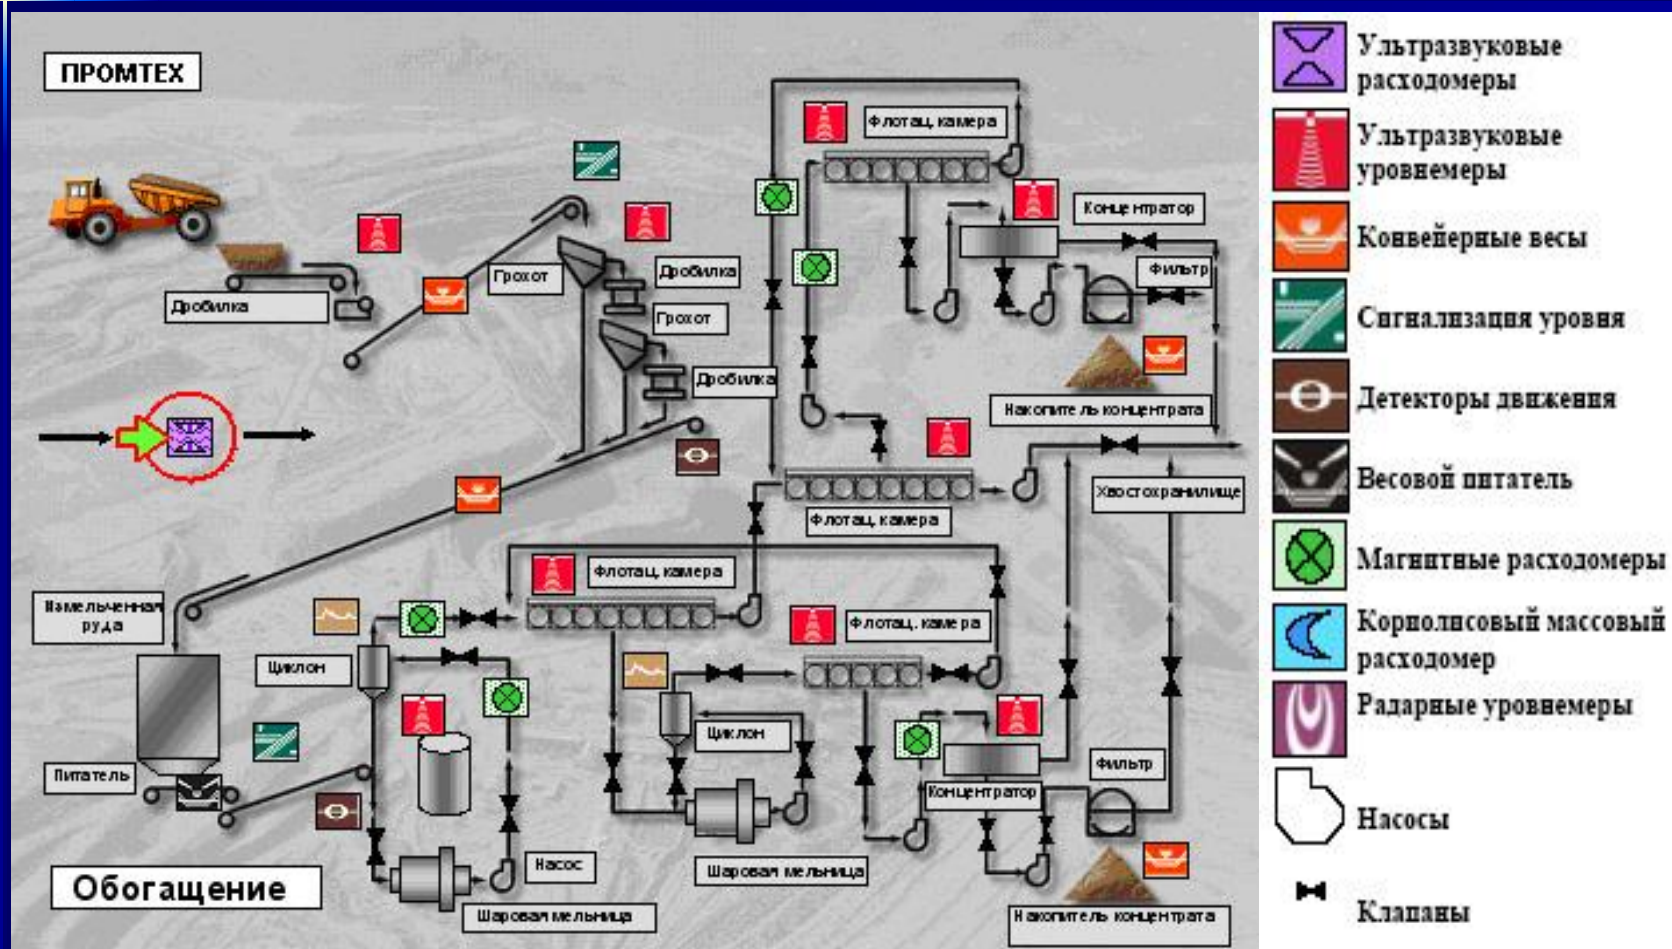 ПРОМТЕХ
Флотац. камера
Концентратор
Грохот
Дробилка
Фильтр
Дробилка
Грохот
Дробилка
Накопитель концентрата
Хвостохранилище
Флотац. камера
Флотац. камера
Измельченная
руда
Флотац. камера
Циклон
Циклон
Питатель
Фильтр
Концентратор
Насос
Шаровая мельница
Обогащение
Шаровая мельница
Накопитель концентрата
Ультразвуковые
расходомеры
Ультразвуковые
уровнемеры
Конвейерные весы
Сигнализация уровня
Детекторы движения
Весовой питатель
Магнитные расходомеры
Кориолисовый массовый
расходомер
Радарные уровнемеры
Насосы
Клапаны